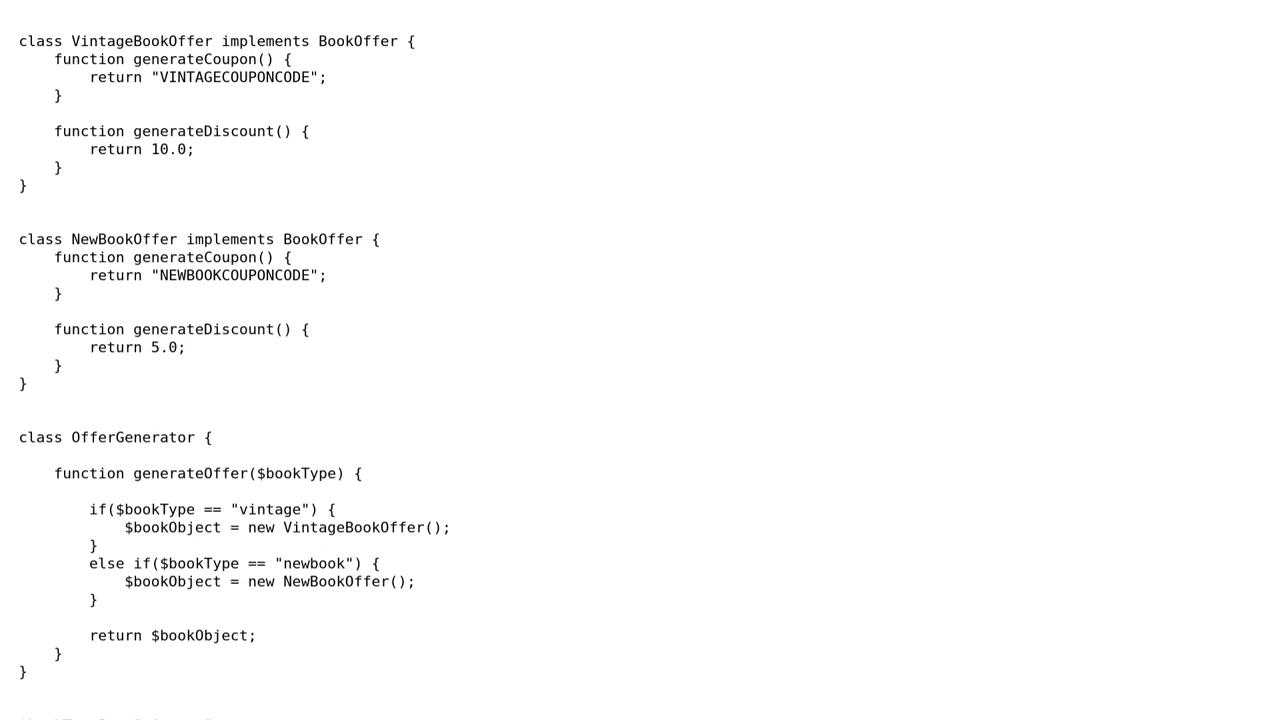 class VintageBookOffer implements BookOffer {
    function generateCoupon() {
        return "VINTAGECOUPONCODE";
    }

    function generateDiscount() {
        return 10.0;
    }
}

class NewBookOffer implements BookOffer {
    function generateCoupon() {
        return "NEWBOOKCOUPONCODE";
    }

    function generateDiscount() {
        return 5.0;
    }
}

class OfferGenerator {

    function generateOffer($bookType) {

        if($bookType == "vintage") {
            $bookObject = new VintageBookOffer();
        }
        else if($bookType == "newbook") {
            $bookObject = new NewBookOffer();
        }

        return $bookObject;
    }
}